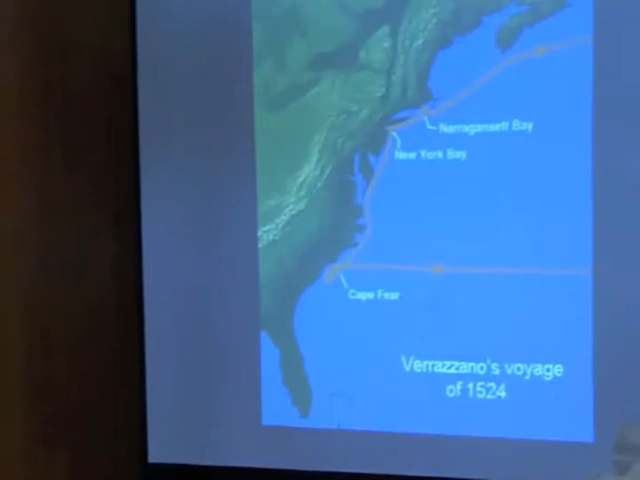 Narragansett Bay
New York Bay
Cape Fear
Verrazzano's voyage
of 1524